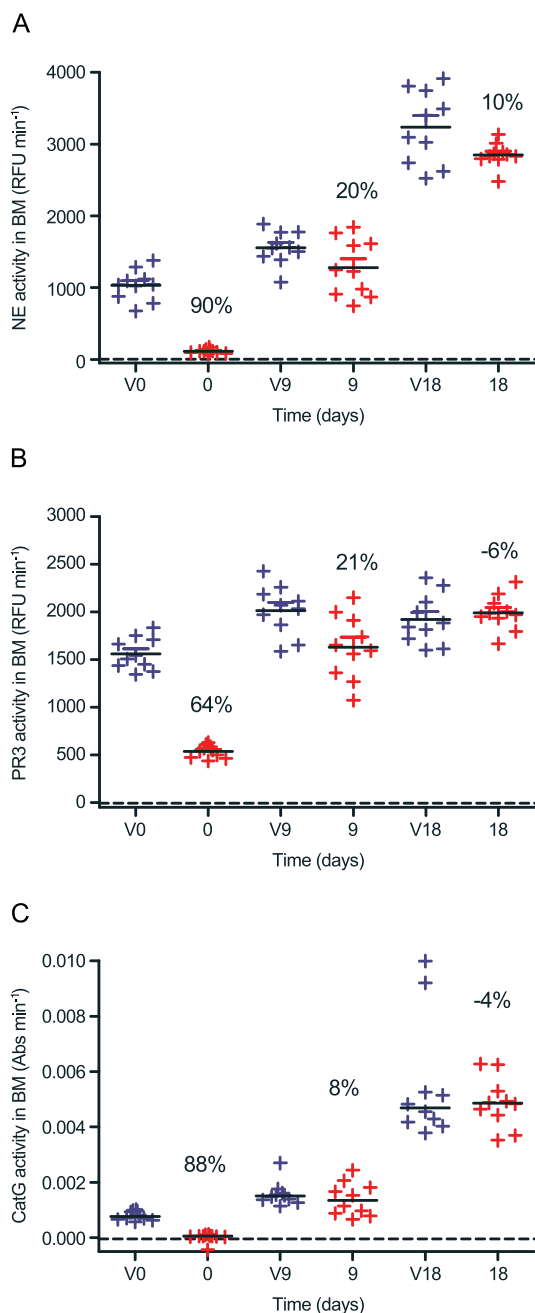 A
NE activity in BM (RFU min⁻¹)
4000
3000
2000
1000
0
90%
20%
10%
V0 0 V9 9 V18 18
Time (days)
B
PR3 activity in BM (RFU min⁻¹)
3000
2500
2000
1500
1000
500
0
64%
21%
-6%
V0 0 V9 9 V18 18
Time (days)
C
CatG activity in BM (Abs min⁻¹)
0.010
0.008
0.006
0.004
0.002
0.000
88%
8%
-4%
V0 0 V9 9 V18 18
Time (days)